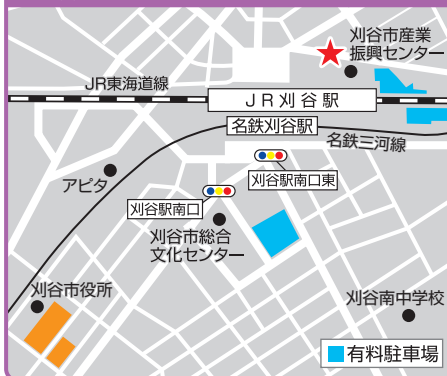 刈谷市産業
振興センター
JR東海道線
JR刈谷駅
名鉄刈谷駅
名鉄三河線
アピタ
刈谷駅南口東
刈谷駅南口
刈谷市総合
文化センター
刈谷市役所
刈谷南中学校
有料駐車場